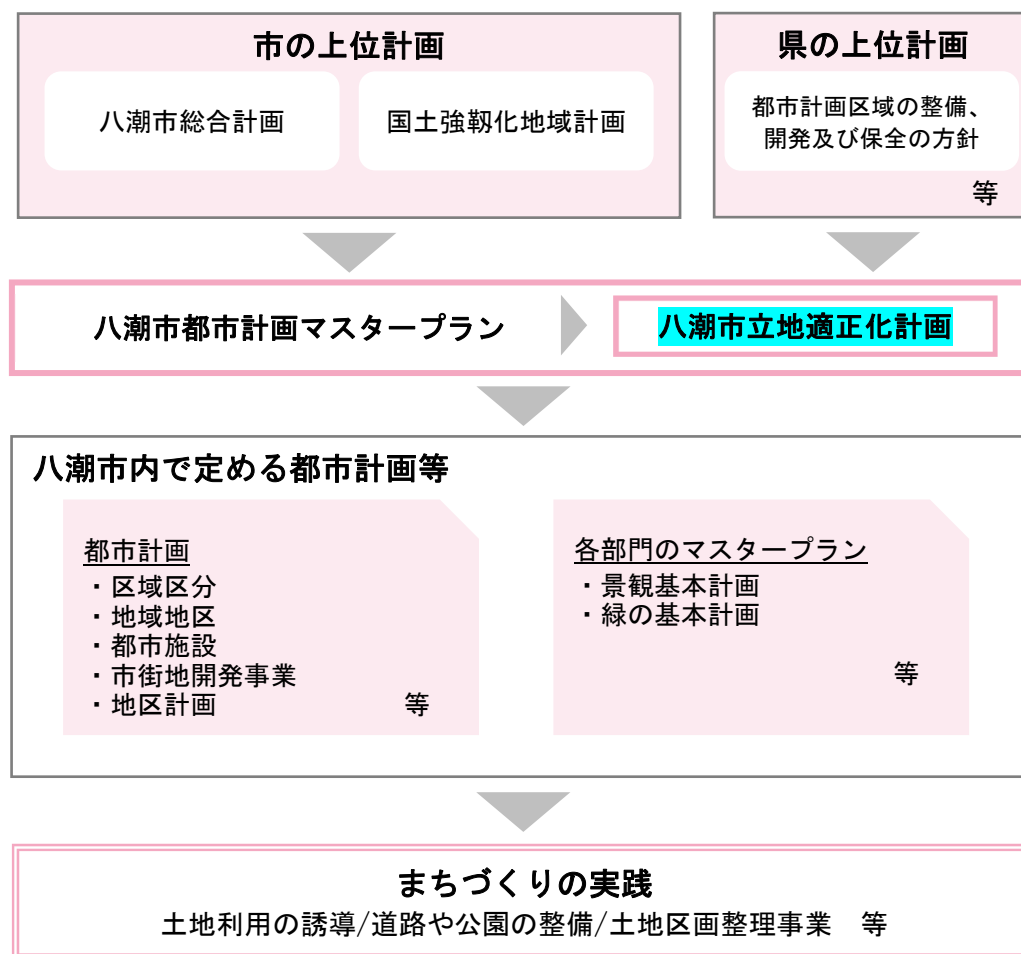 市の上位計画
八潮市総合計画
国土強靱化地域計画
県の上位計画
都市計画区域の整備、
開発及び保全の方針
等
八潮市都市計画マスタープラン
八潮市立地適正化計画
八潮市内で定める都市計画等
都市計画
・区域区分
・地域地区
・都市施設
・市街地開発事業
・地区計画 等
各部門のマスタープラン
・景観基本計画
・緑の基本計画
等
まちづくりの実践
土地利用の誘導/道路や公園の整備/土地区画整理事業 等